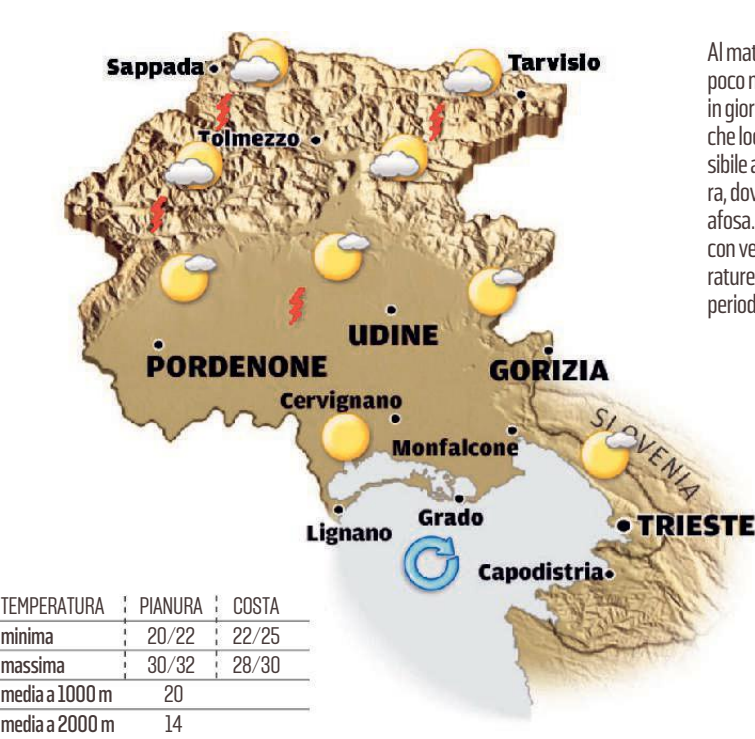 Sappada
Tarvisio
Tolmezzo
UDINE
PORDENONE
GORIZIA
Cervignano
Monfalcone
SLOVENIA
Grado
Lignano
TRIESTE
Capodistria
Al mat
poco n
in gior
che loc
sibile a
ra, dov
afosa.
con ve
rature
period
TEMPERATURA PIANURA COSTA
minima 20/22 22/25
massima 30/32 28/30
media a 1000 m 20
media a 2000 m 14